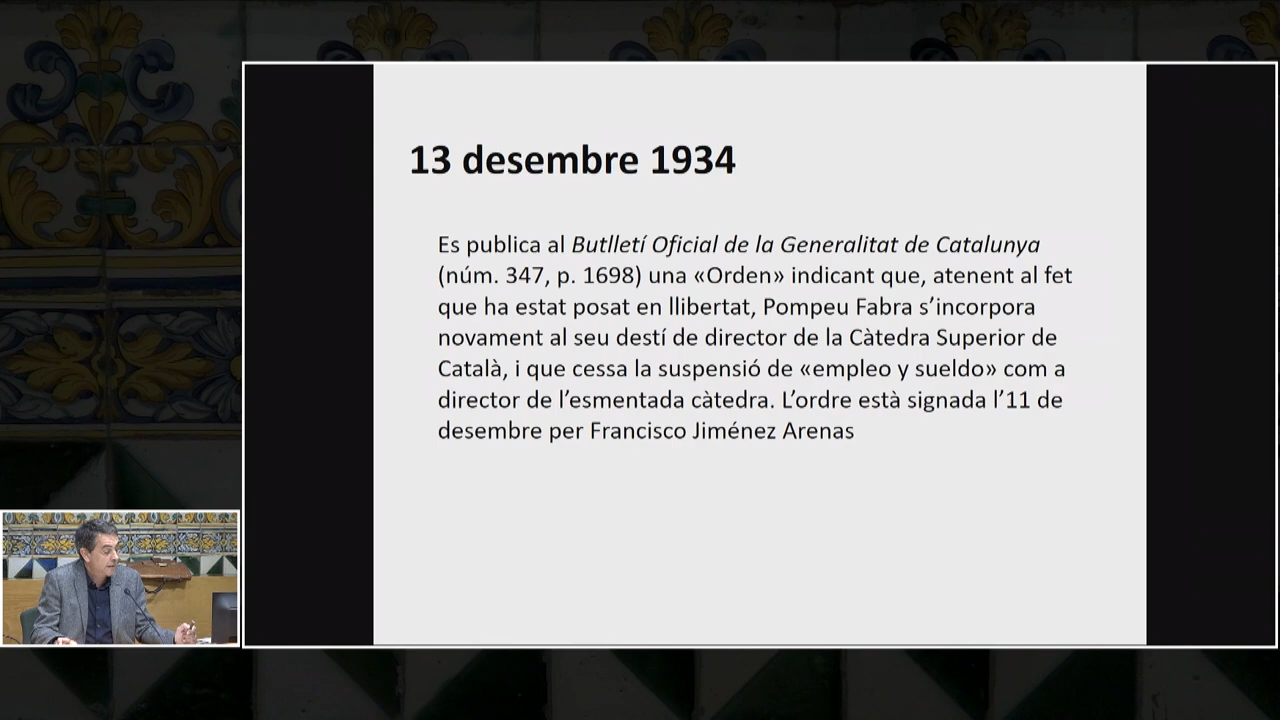 13 desembre 1934
Es publica al Butlletí Oficial de la Generalitat de Catalunya
(núm. 347, p. 1698) una «Orden» indicant que, atenent al fet
que ha estat posat en llibertat, Pompeu Fabra s’incorpora
novament al seu destí de director de la Càtedra Superior de
Català, i que cessa la suspensió de «empleo y sueldo» com a
director de l’esmentada càtedra. L’ordre està signada l’11 de
desembre per Francisco Jiménez Arenas